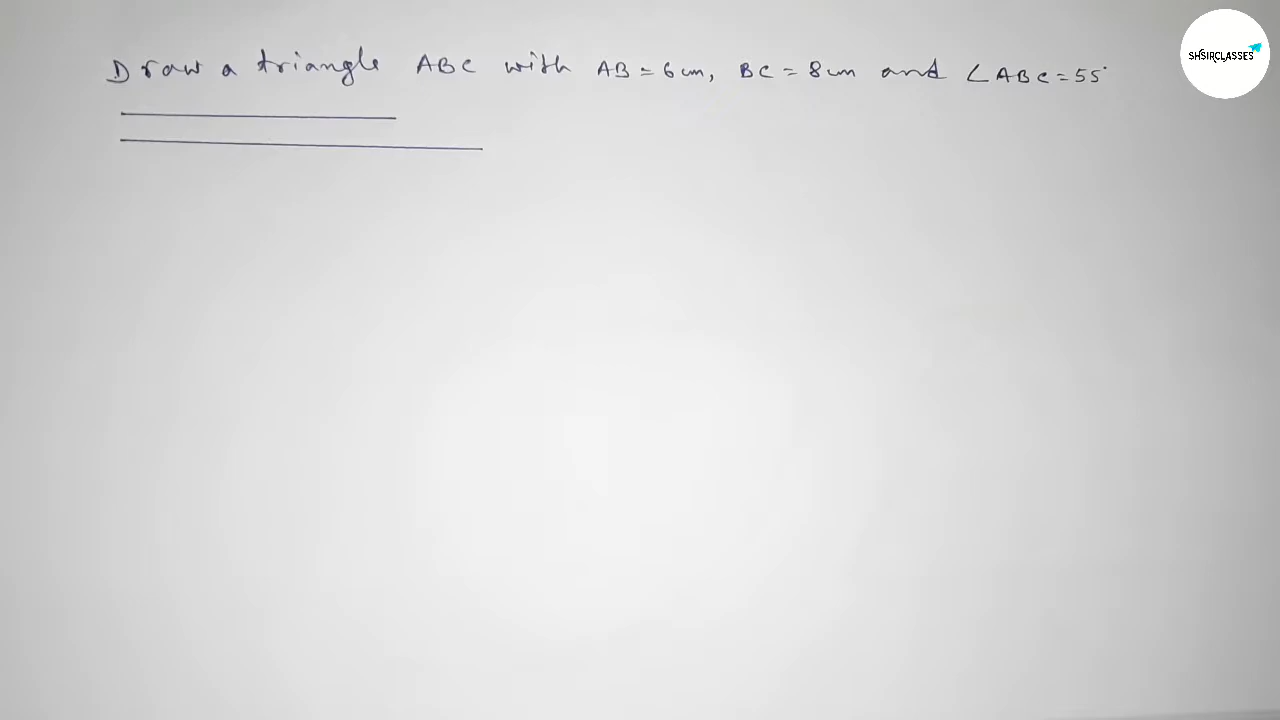 Draw a triangle ABC with AB = 6 cm, BC = 8 cm and ∠ABC = 55°
SHSIRCLASSES